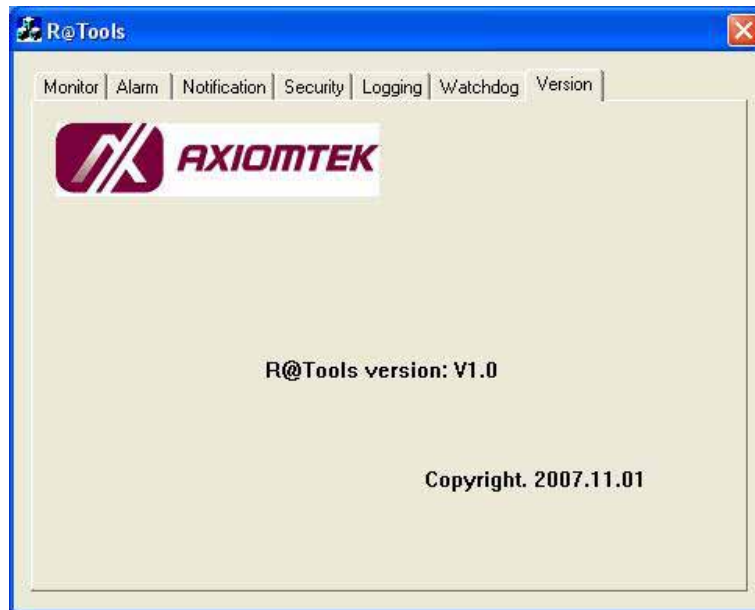 R@Tools
Monitor Alarm Notification Security Logging Watchdog Version
AXIOMTEK
R@Tools version: V1.0
Copyright. 2007.11.01